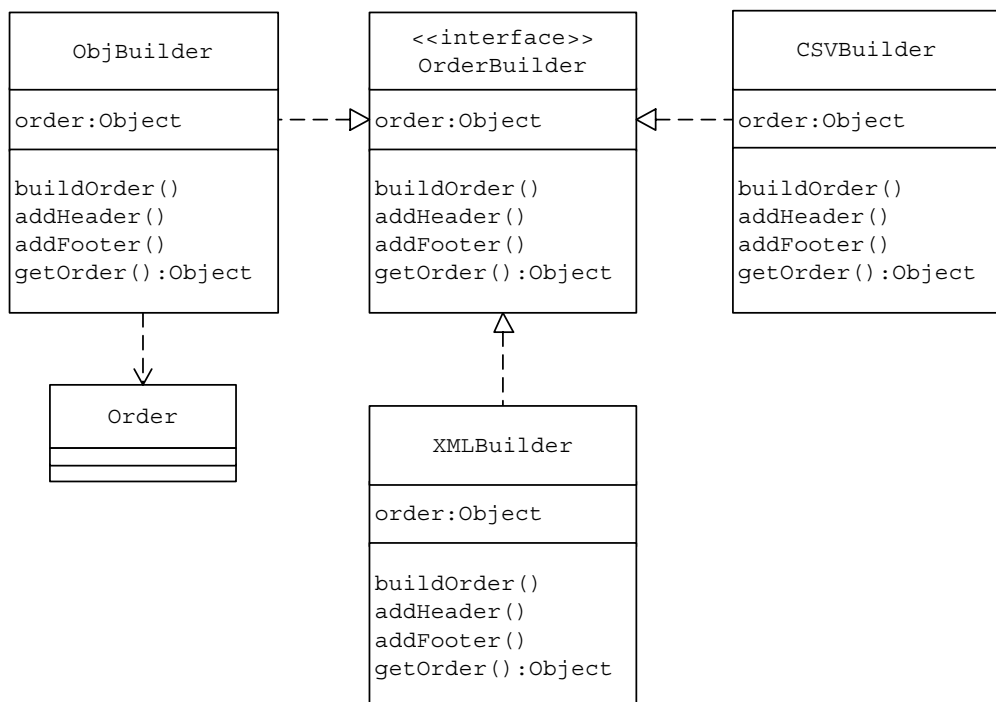 ObjBuilder
order:Object
buildOrder()
addHeader()
addFooter()
getOrder():Object
<<interface>>
OrderBuilder
order:Object
buildOrder()
addHeader()
addFooter()
getOrder():Object
CSVBuilder
order:Object
buildOrder()
addHeader()
addFooter()
getOrder():Object
Order
XMLBuilder
order:Object
buildOrder()
addHeader()
addFooter()
getOrder():Object